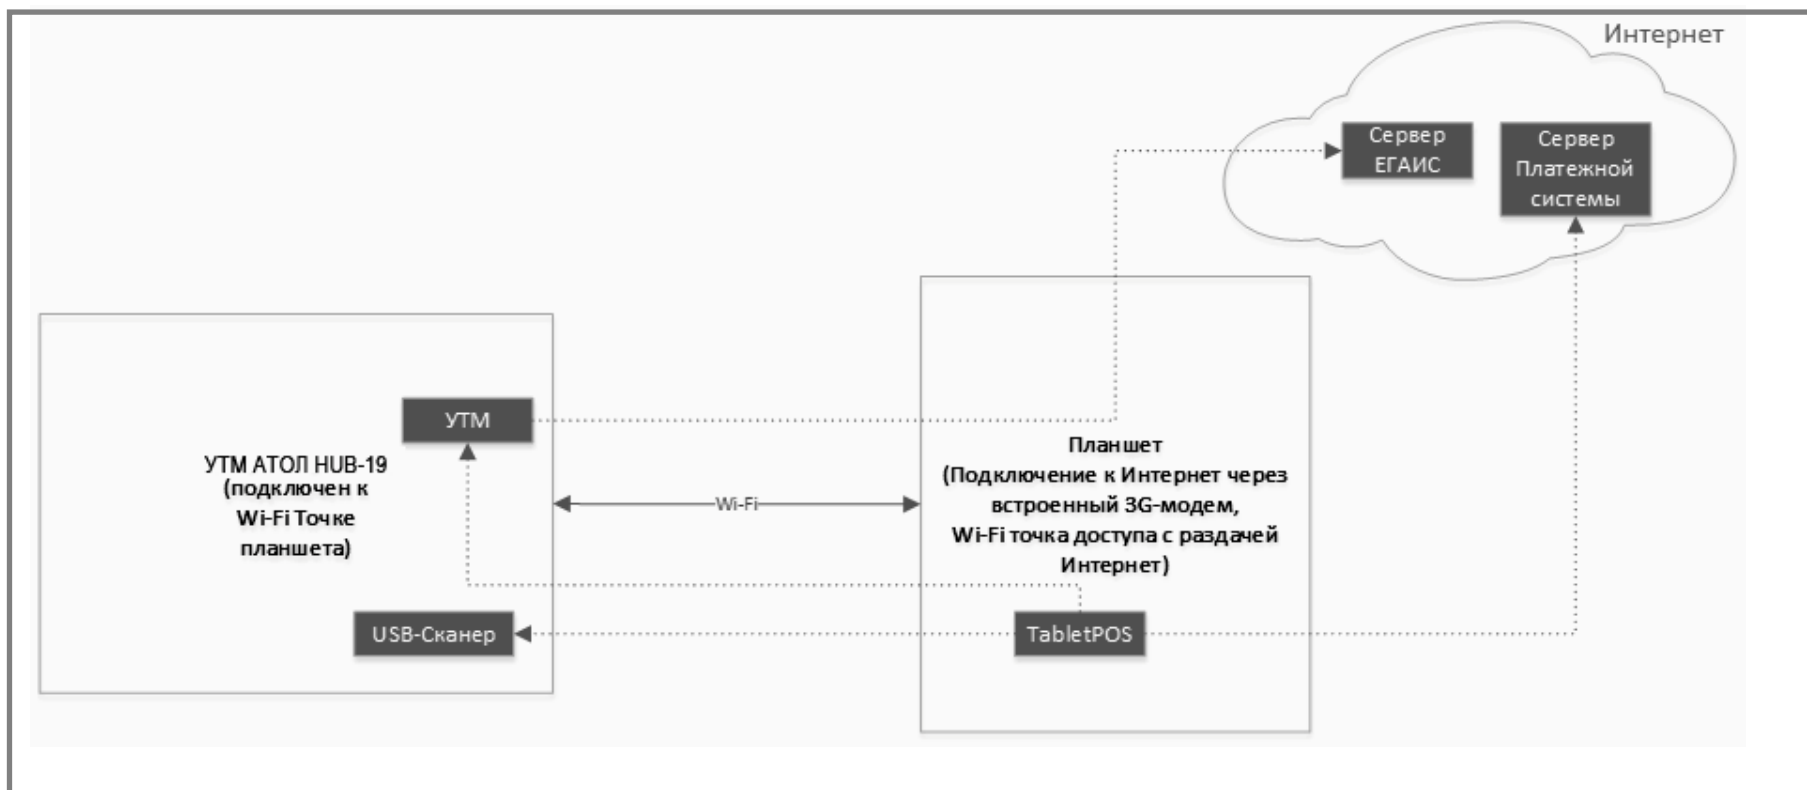 Интернет
Сервер
ЕГАИС
Сервер
Платежной
системы
УТМ
УТМ АТОЛ HUB-19
(подключен к
Wi-Fi Точке
планшета)
Wi-Fi
Планшет
(Подключение к Интернет через
встроенный 3G-модем,
Wi-Fi точка доступа с раздачей
Интернет)
USB-Сканер
TabletPOS